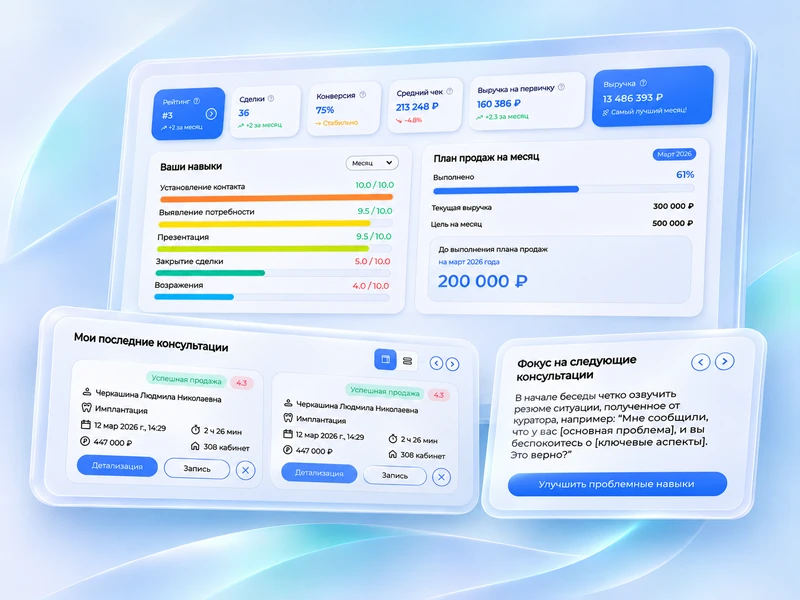 Рейтинг
#3
+2 за месяц
Сделки
36
+2 за месяц
Конверсия
75%
Стабильно
Средний чек
213 248 ₽
-4.8%
Выручка на первичку
160 386 ₽
+2.3 за месяц
Выручка
13 486 393 ₽
Самый лучший месяц!
Ваши навыки
Месяц
Установление контакта 10.0 / 10.0
Выявление потребности 9.5 / 10.0
Презентация 9.5 / 10.0
Закрытие сделки 5.0 / 10.0
Возражения 4.0 / 10.0
План продаж на месяц
Март 2026
Выполнено 61%
Текущая выручка 300 000 ₽
Цель на месяц 500 000 ₽
До выполнения плана продаж
на март 2026 года
200 000 ₽
Мои последние консультации
Успешная продажа 4.3
Черкашина Людмила Николаевна
Имплантация
12 мар 2026 г., 14:29 2 ч 26 мин
447 000 ₽ 308 кабинет
Детализация Запись
Успешная продажа 4.3
Черкашина Людмила Николаевна
Имплантация
12 мар 2026 г., 14:29 2 ч 26 мин
447 000 ₽ 308 кабинет
Детализация Запись
Фокус на следующие
консультации
В начале беседы четко озвучить
резюме ситуации, полученное от
куратора, например: "Мне сообщили,
что у вас [основная проблема], и вы
беспокоитесь о [ключевые аспекты].
Это верно?"
Улучшить проблемные навыки